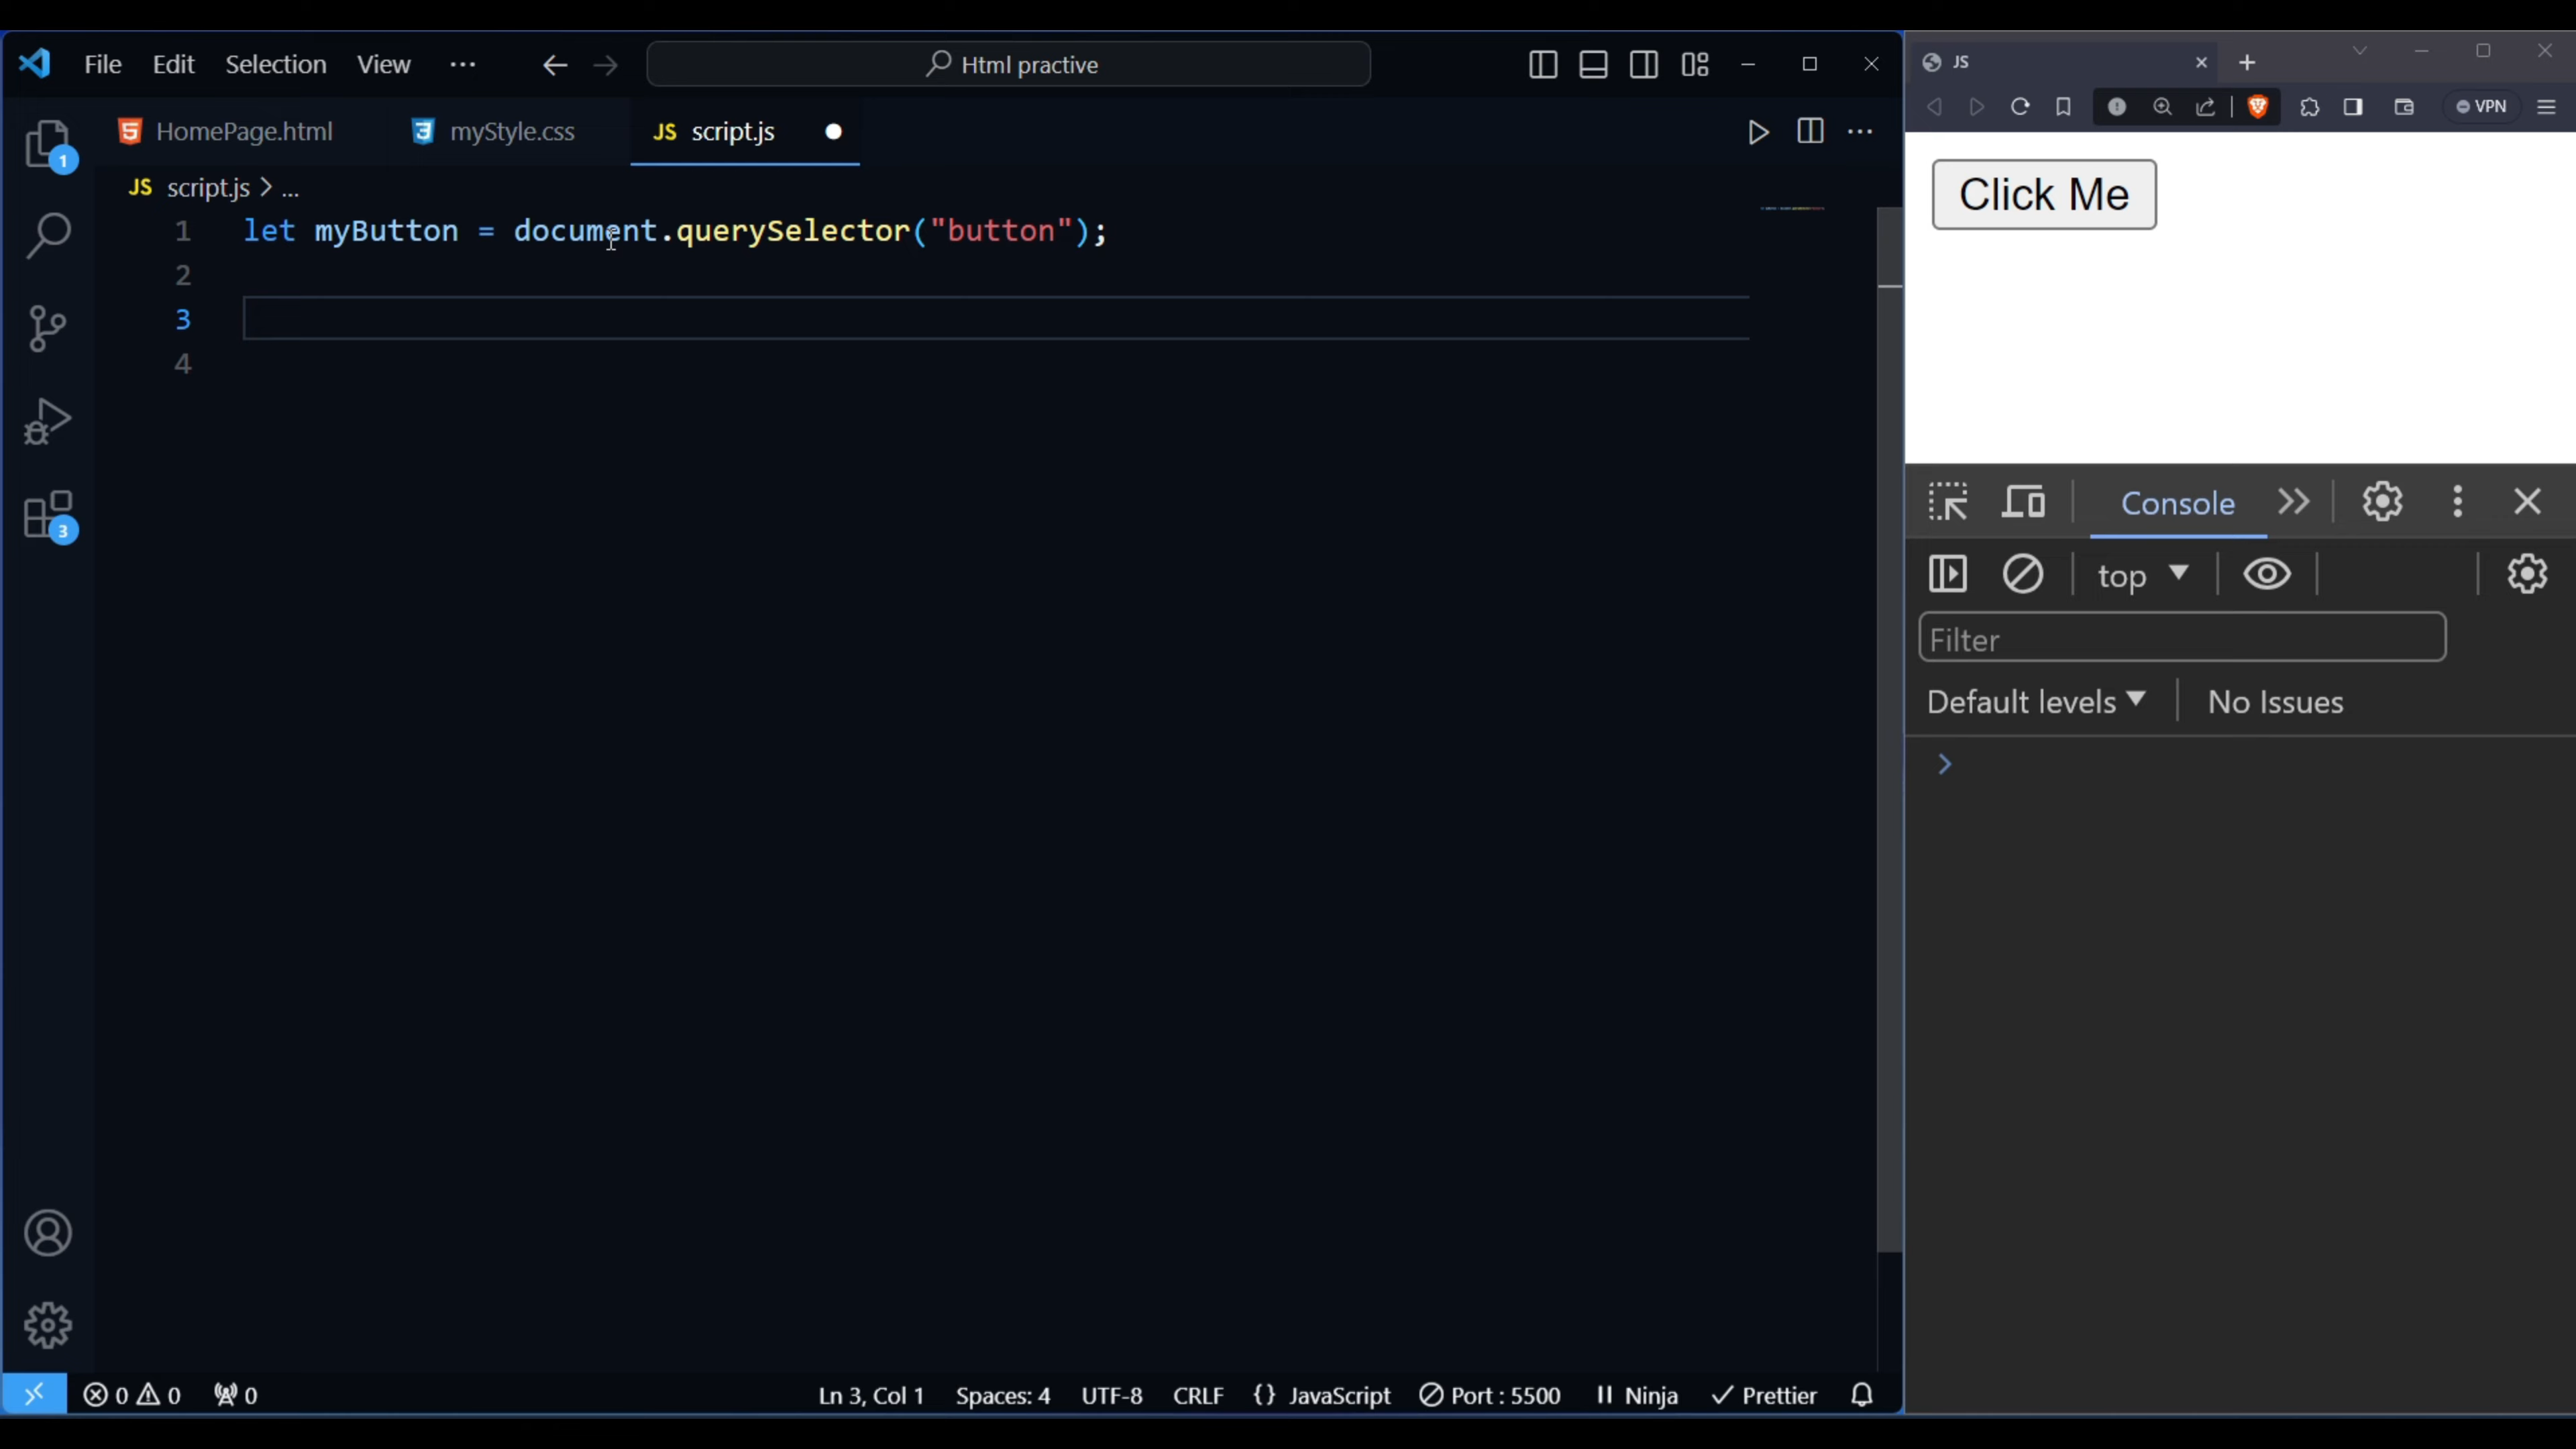 File Edit Selection View ... Html practive
HomePage.html myStyle.css JS script.js
JS script.js > ...
1 let myButton = document.querySelector("button");
2
3
4
1
3
0 0 0 Ln 3, Col 1 Spaces: 4 UTF-8 CRLF {} JavaScript Port : 5500 Ninja Prettier
JS
VPN
Click Me
Console
top
Filter
Default levels No Issues